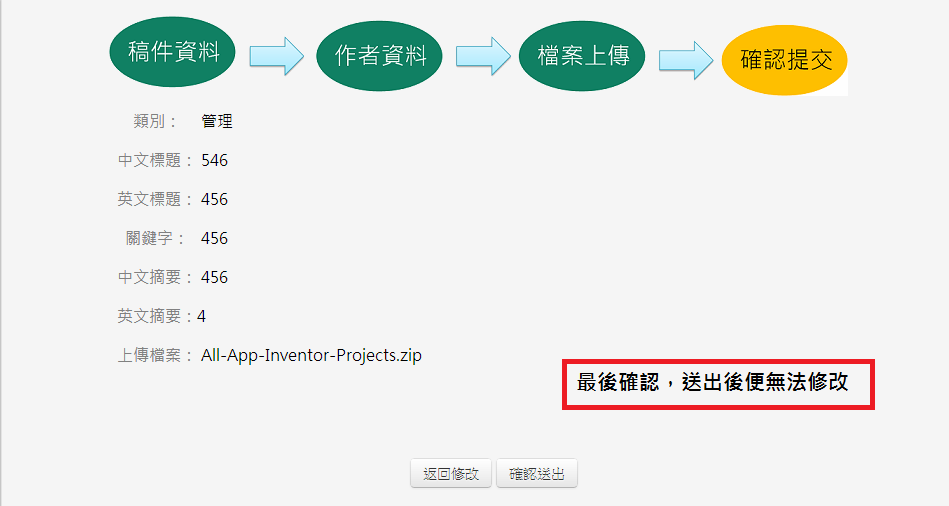 稿件資料 作者資料 檔案上傳 確認提交
類別： 管理
中文標題： 546
英文標題： 456
關鍵字： 456
中文摘要： 456
英文摘要：4
上傳檔案： All-App-Inventor-Projects.zip
最後確認，送出後便無法修改
返回修改 確認送出